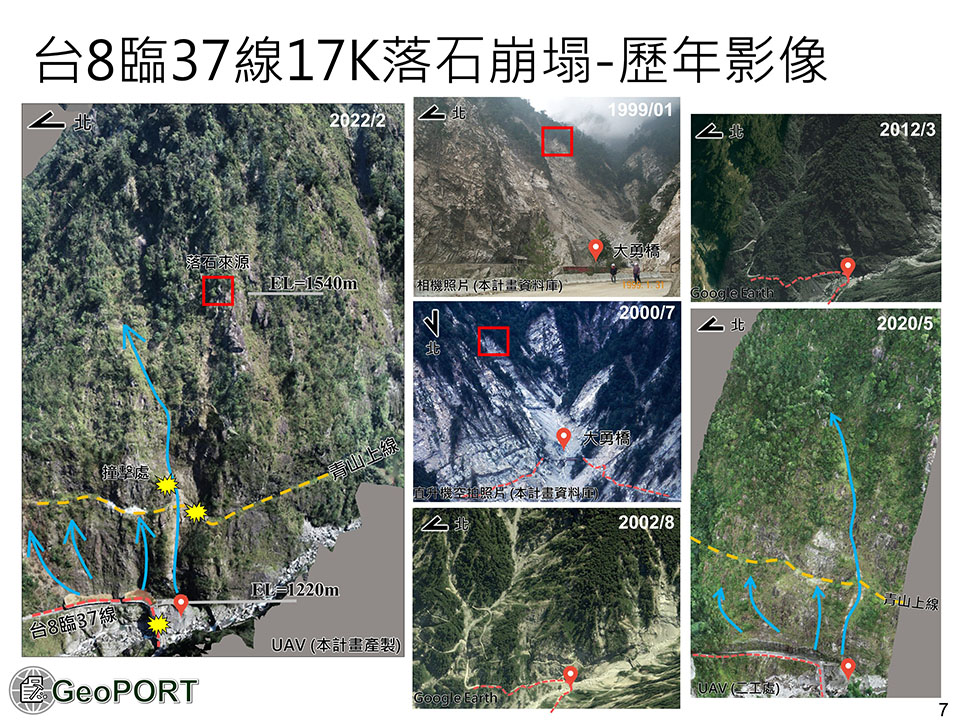 台8臨37線17K落石崩塌-歷年影像
北
2022/2
落石來源
EL=1540m
撞擊處
青山上線
EL=1220m
台8臨37線
UAV (本計畫產製)
北
1999/01
大勇橋
相機照片 (本計畫資料庫)
2000/7
北
大勇橋
直升機空拍照片 (本計畫資料庫)
北
2002/8
Google Earth
北
2012/3
Google Earth
北
2020/5
青山上線
UAV (二工處)
GeoPORT
7